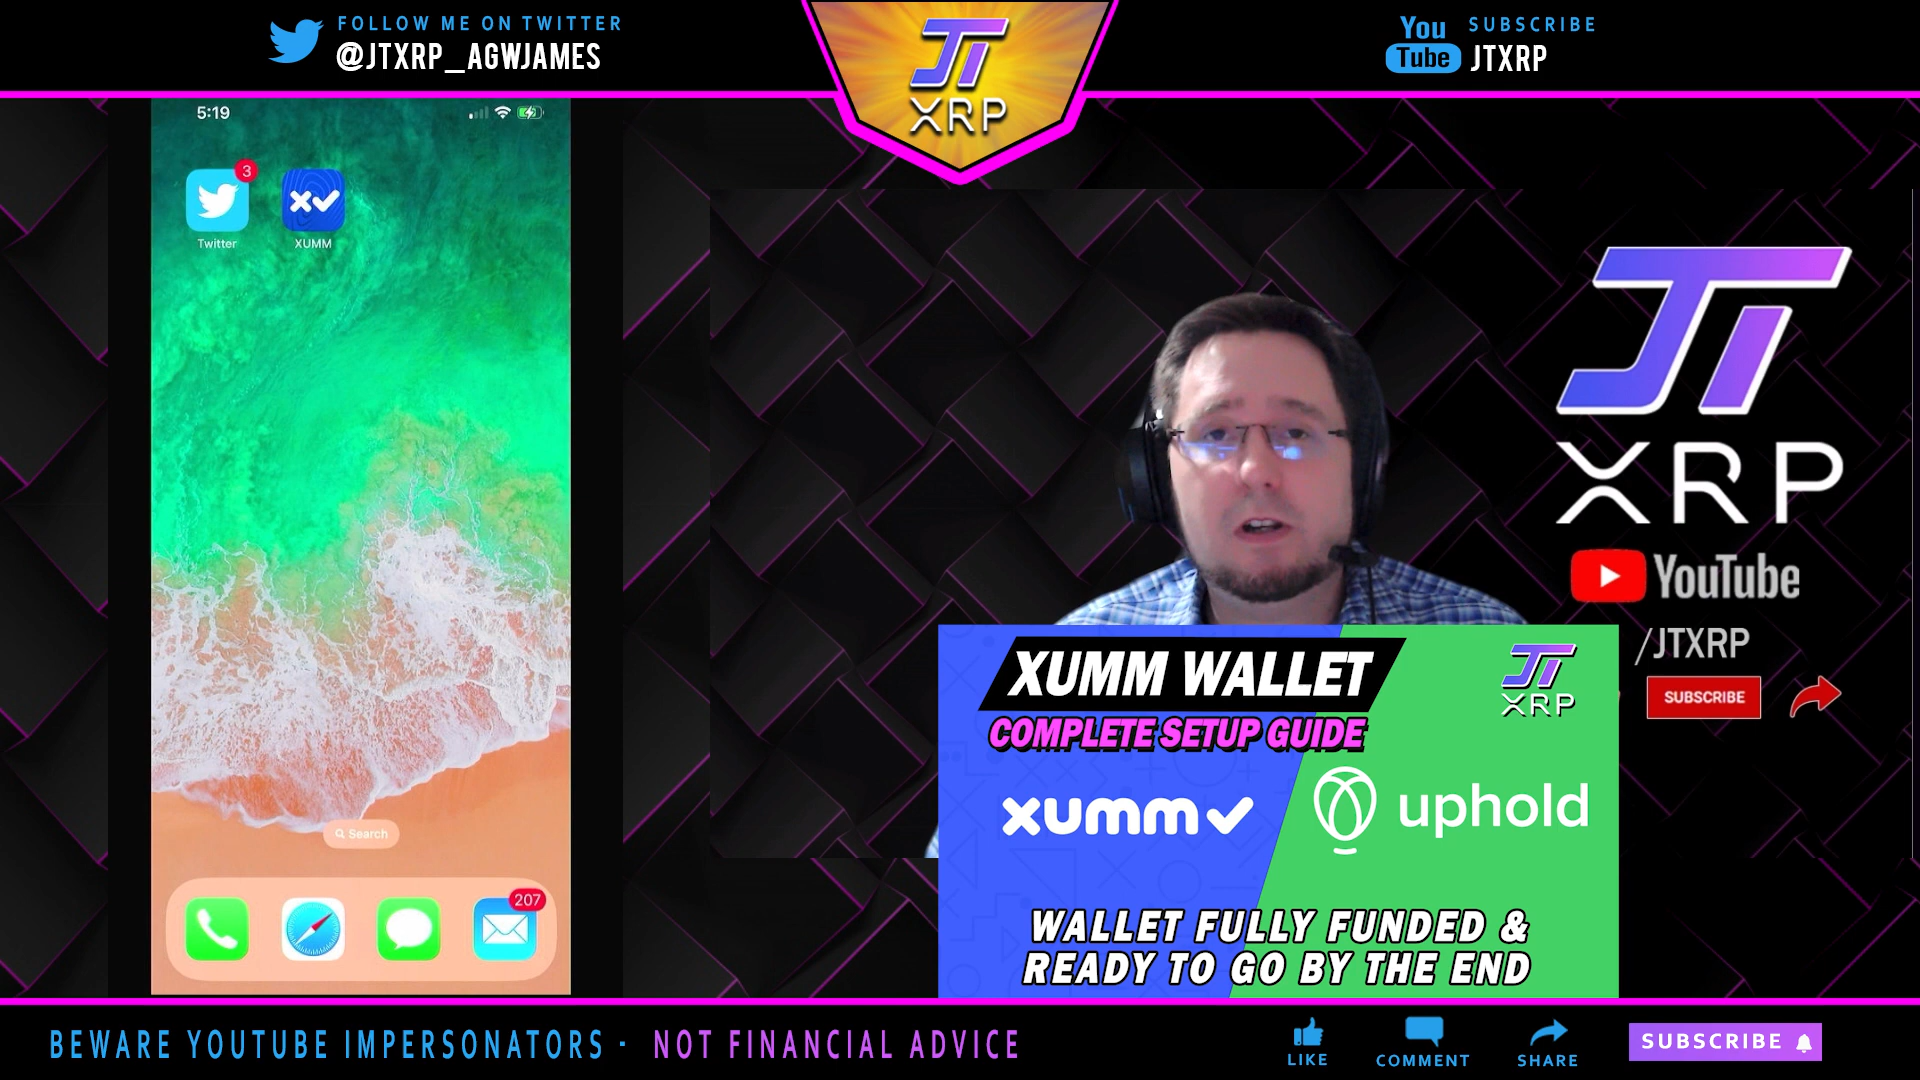 FOLLOW ME ON TWITTER
@JTXRP_AGWJAMES
JT
XRP
You
Tube
SUBSCRIBE
JTXRP
5:19
3
Twitter
XUMM
Search
207
JT
XRP
YouTube
/JTXRP
SUBSCRIBE
XUMM WALLET
COMPLETE SETUP GUIDE
JT
XRP
xumm
uphold
WALLET FULLY FUNDED &
READY TO GO BY THE END
BEWARE YOUTUBE IMPERSONATORS - NOT FINANCIAL ADVICE
LIKE
COMMENT
SHARE
SUBSCRIBE